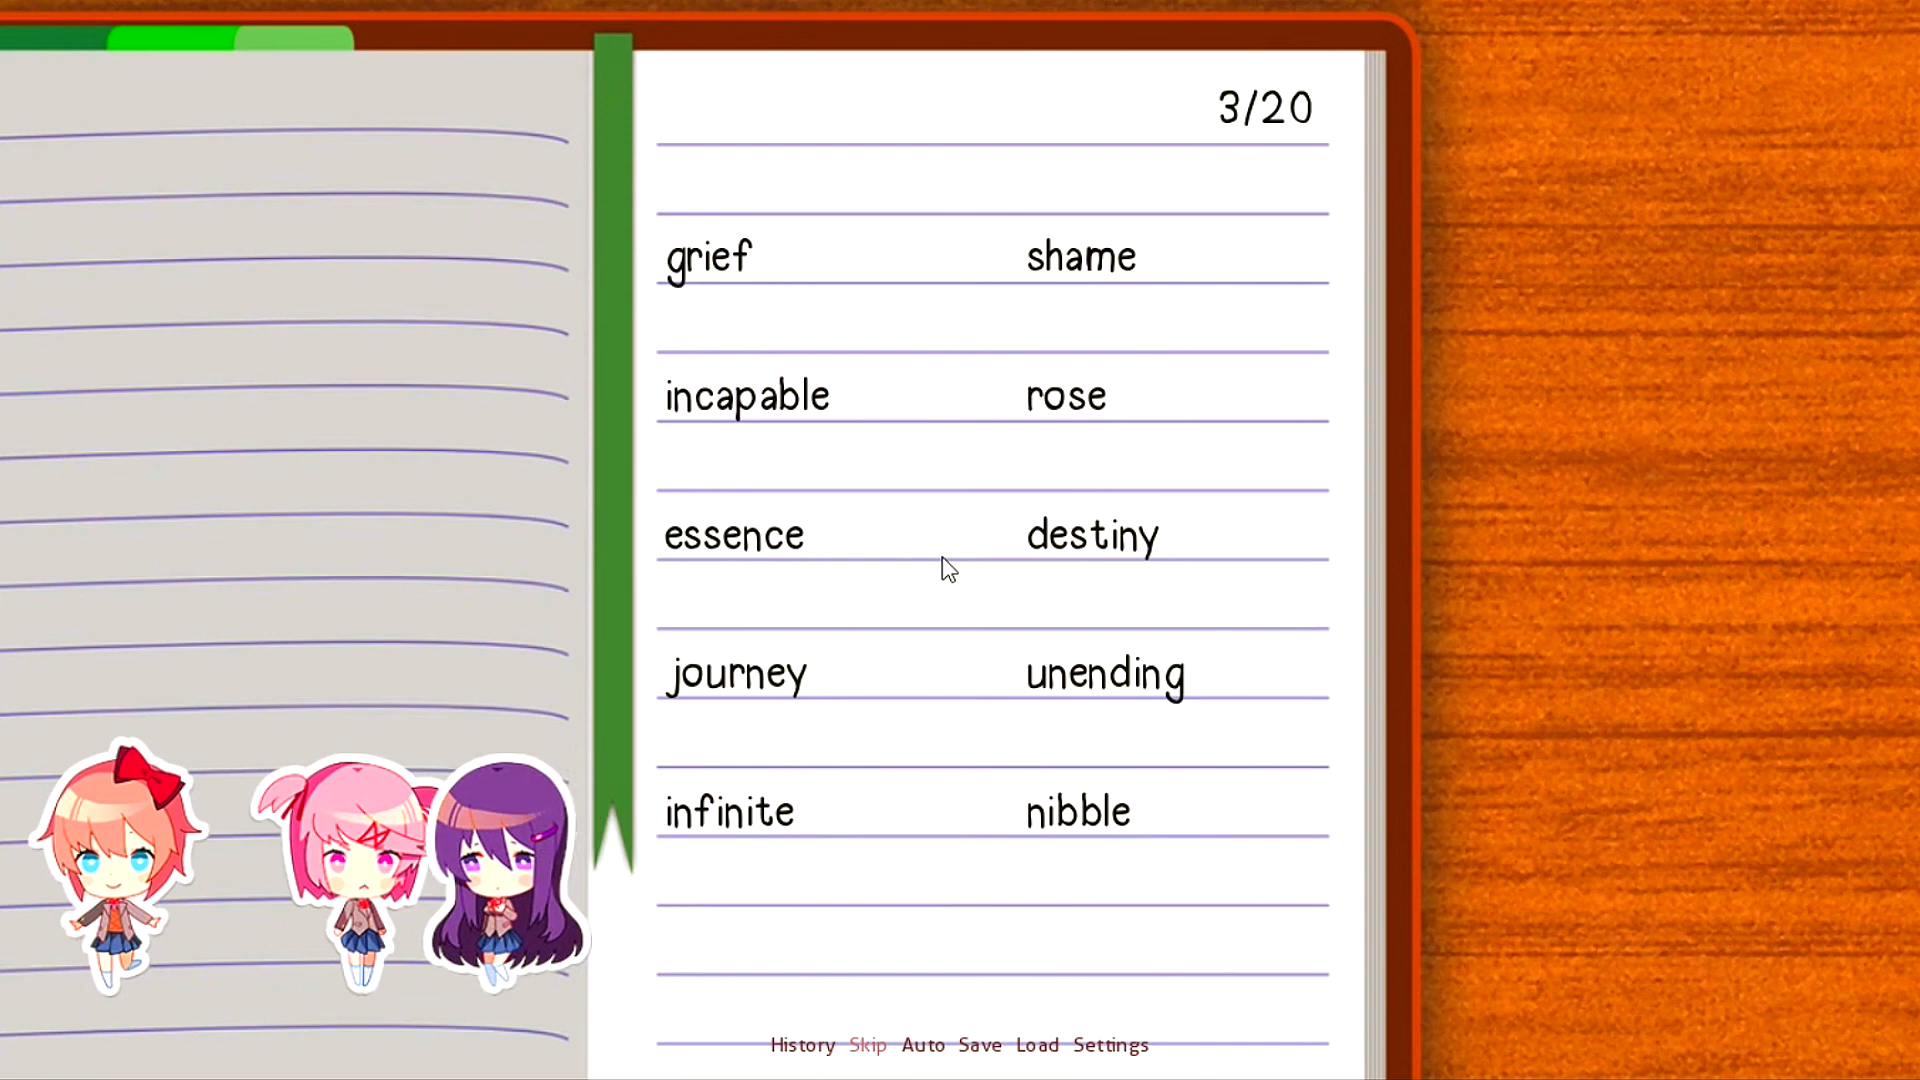 3/20
grief shame
incapable rose
essence destiny
journey unending
infinite nibble
History Skip Auto Save Load Settings